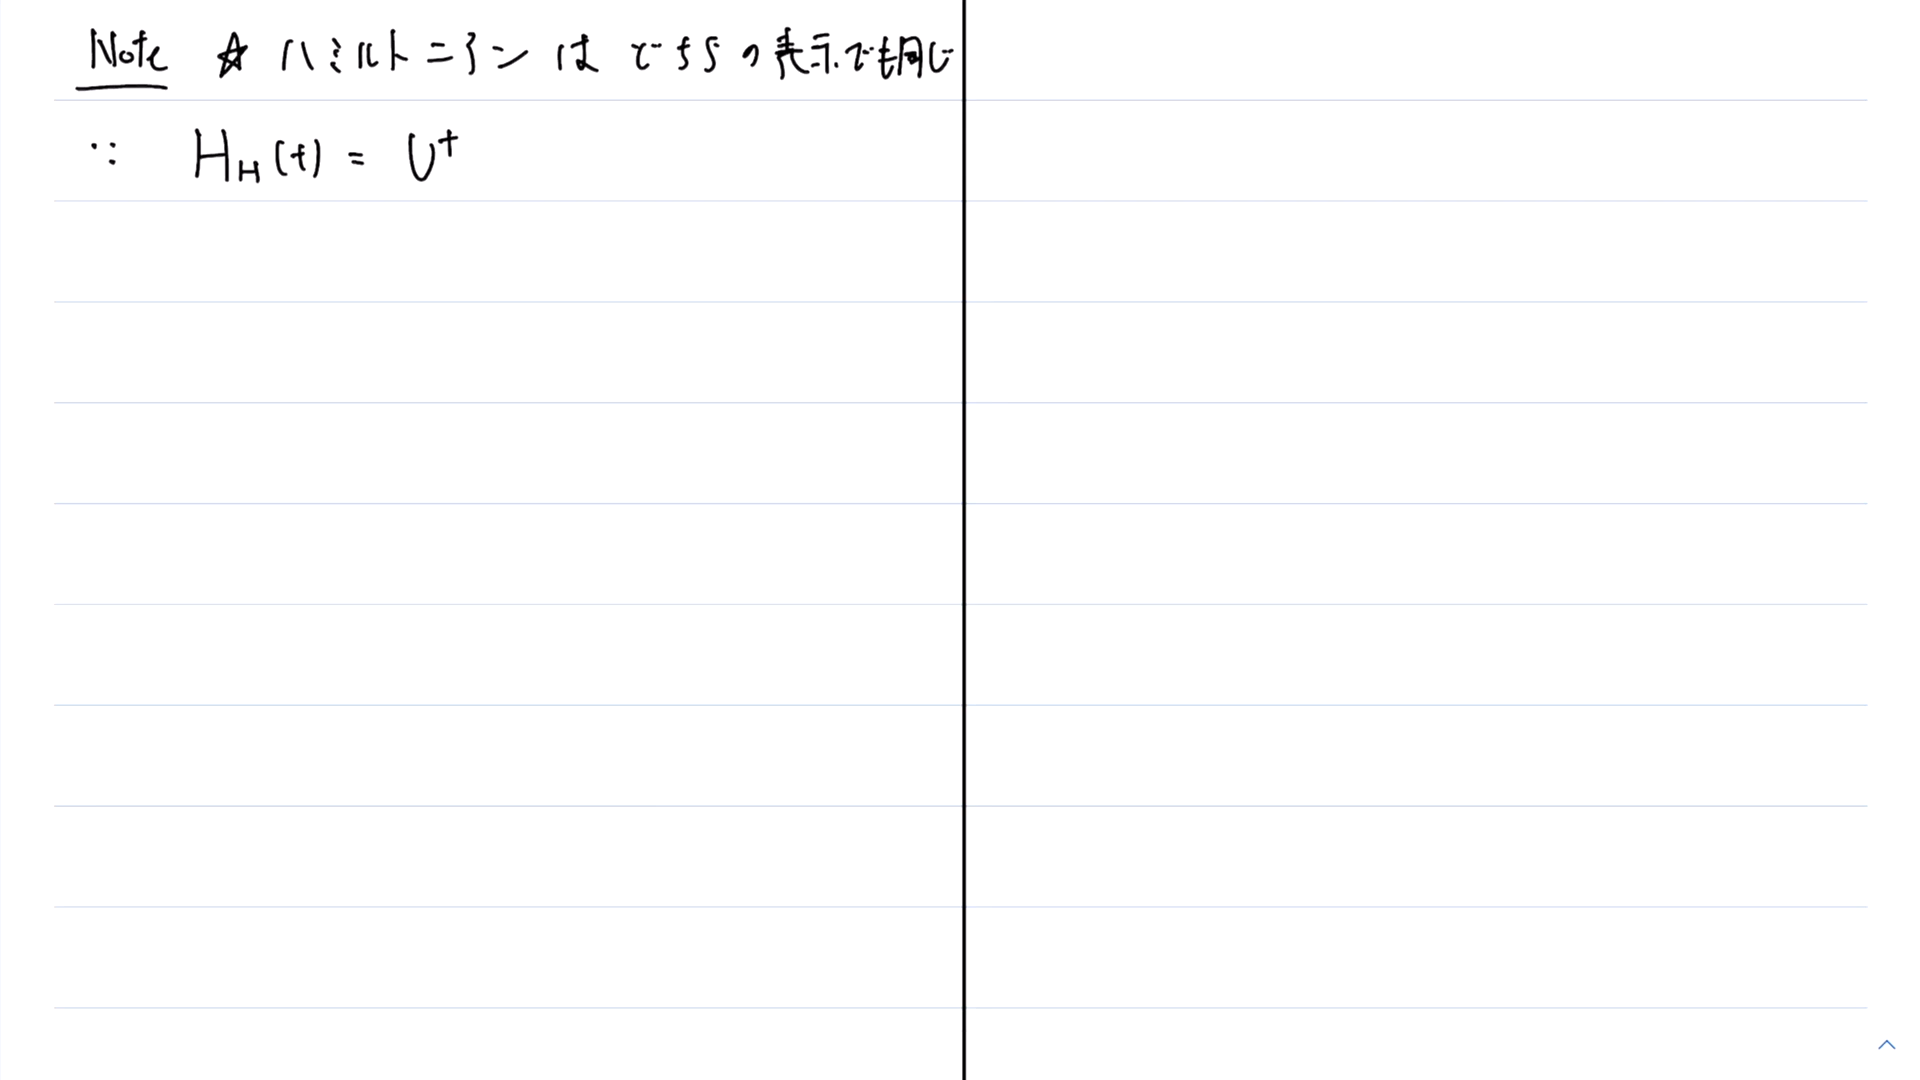 Note ☆ ハミルトニアンは どちらの表示でも同じ
∵ H_H(t) = U†